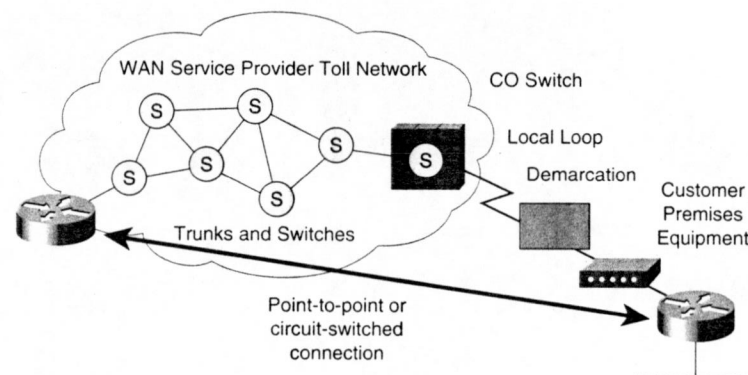 WAN Service Provider Toll Network
CO Switch
S
S
S
S
S
S
S
Local Loop
Demarcation
Customer
Premises
Equipment
Trunks and Switches
Point-to-point or
circuit-switched
connection